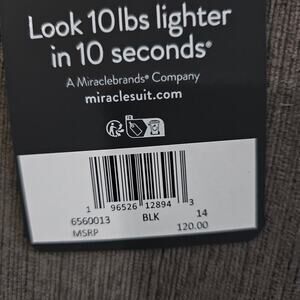 Look 10 lbs lighter
in 10 seconds®
A Miraclebrands® Company
miraclesuit.com
1 96526 12894 3
6560013 BLK 14
MSRP 120.00